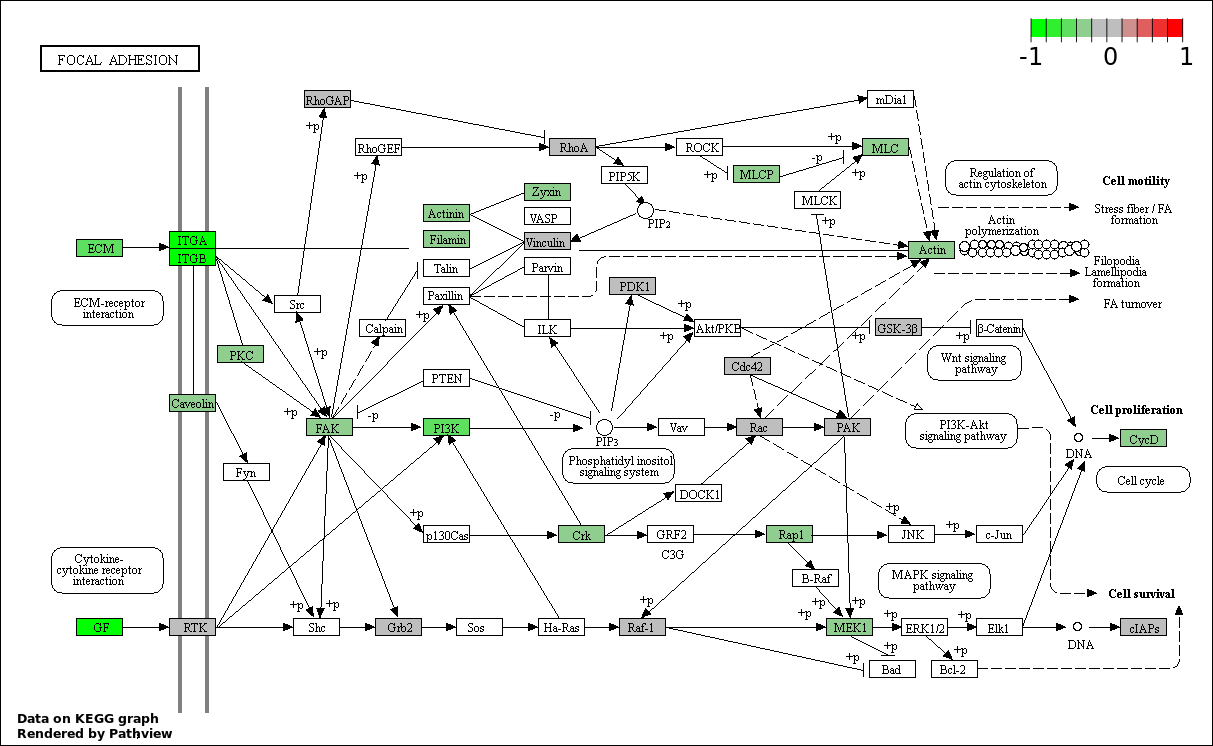 -1 0 1
FOCAL ADHESION
RhoGAP
mDia1
+p
RhoGEF
RhoA
ROCK
+p
MLC
-p
+p
PIP5K
+p
MLCP
+p
Regulation of
actin cytoskeleton
Cell motility
Zyxin
MLCK
Actinin
VASP
PIP2
+p
Stress fiber / FA
formation
Actin
polymerization
ECM
ITGA
ITGB
Filamin
Vinculin
Actin
Talin
Parvin
Filopodia
Lamellipodia
formation
ECM-receptor
interaction
Src
Paxillin
PDK1
+p
FA turnover
+p
Calpain
ILK
+p
Akt/PKB
+p
GSK-3β
+p
β-Catenin
PKC
+p
Cdc42
Wnt signaling
pathway
PTEN
Caveolin
+p
-p
-p
Cell proliferation
FAK
PI3K
PIP3
Vav
Rac
PAK
PI3K-Akt
signaling pathway
DNA
CycD
Fyn
Phosphatidyl inositol
signaling system
Cell cycle
DOCK1
+p
+p
p130Cas
Crk
GRF2
C3G
Rap1
JNK
+p
c-Jun
Cytokine-
cytokine receptor
interaction
B-Raf
MAPK signaling
pathway
+p
+p
+p
+p
+p
+p
Cell survival
GF
RTK
Shc
Grb2
Sos
Ha-Ras
Raf-1
MEK1
+p
ERK1/2
+p
Elk1
DNA
cIAPs
+p
+p
+p
Bad
Bcl-2
Data on KEGG graph
Rendered by Pathview